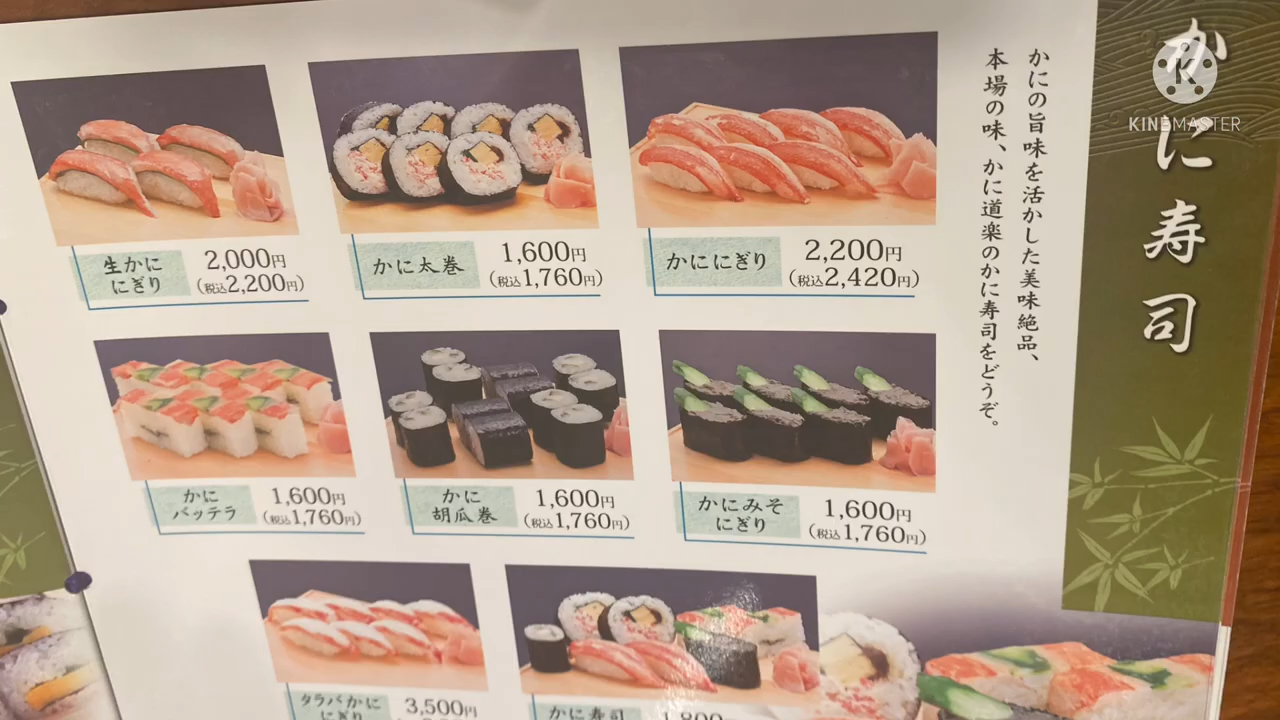 かに寿司
かにの旨味を活かした美味絶品、
本場の味、かに道楽のかに寿司をどうぞ。
生かに
にぎり
2,000円
(税込2,200円)
かに太巻
1,600円
(税込1,760円)
かににぎり
2,200円
(税込2,420円)
かに
バッテラ
1,600円
(税込1,760円)
かに
胡瓜巻
1,600円
(税込1,760円)
かにみそ
にぎり
1,600円
(税込1,760円)
タラバかに
にぎり
3,500円
かに寿司
1,800
KINEMASTER